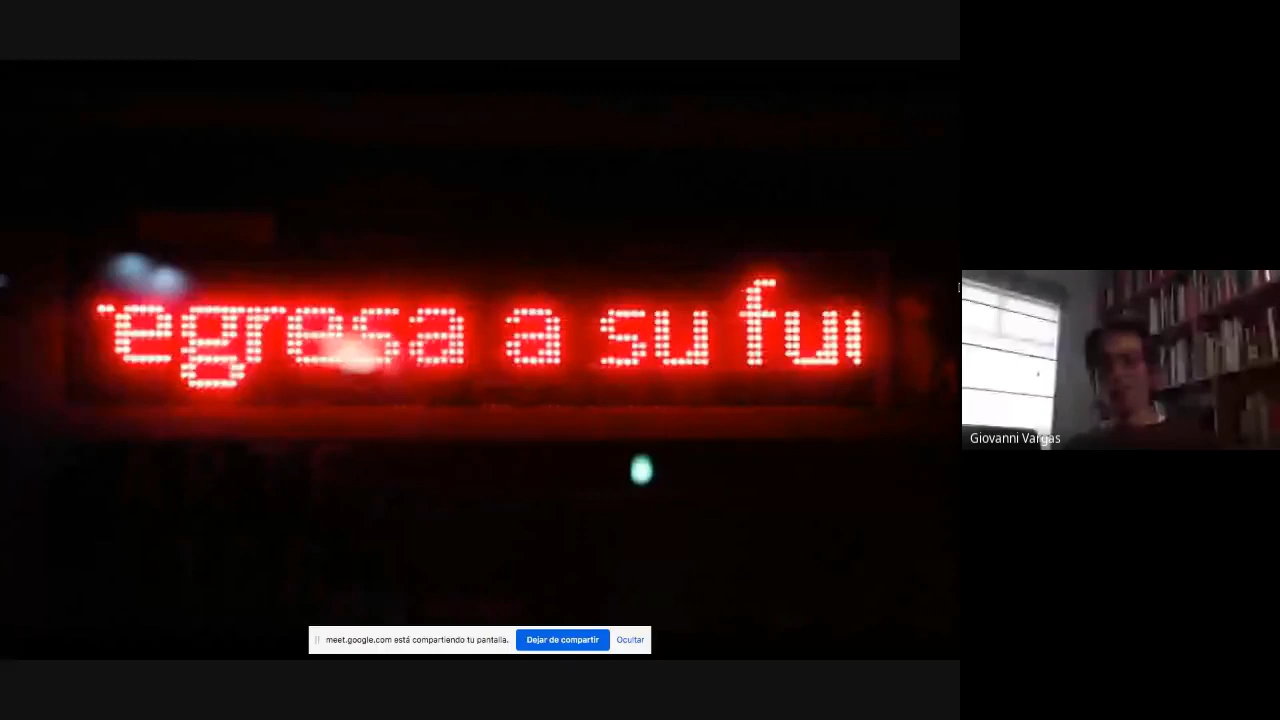 egresa a su fu
Giovanni Vargas
meet.google.com está compartiendo tu pantalla. Dejar de compartir Ocultar